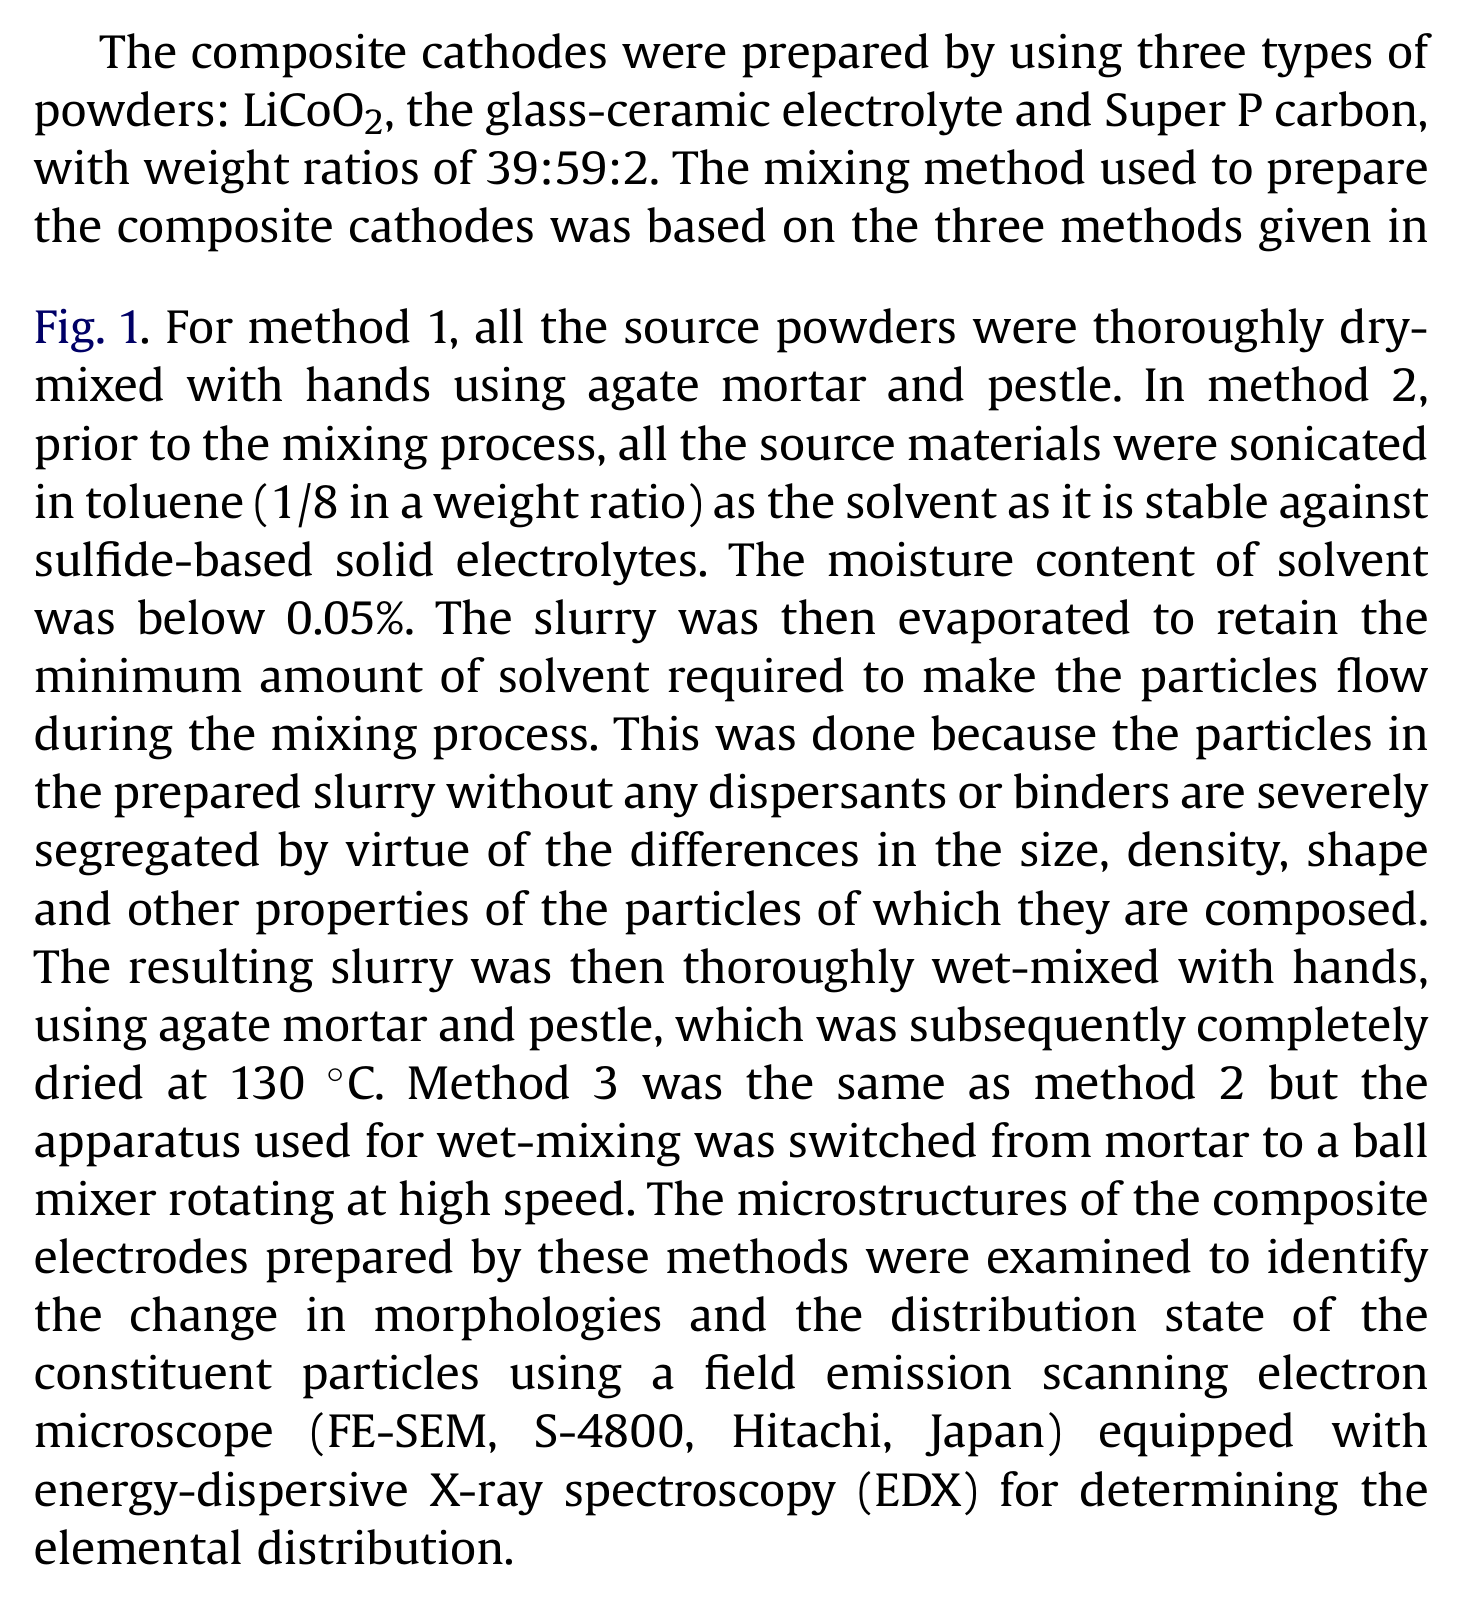 The composite cathodes were prepared by using three types of
powders: LiCoO₂, the glass-ceramic electrolyte and Super P carbon,
with weight ratios of 39:59:2. The mixing method used to prepare
the composite cathodes was based on the three methods given in
Fig. 1. For method 1, all the source powders were thoroughly dry-
mixed with hands using agate mortar and pestle. In method 2,
prior to the mixing process, all the source materials were sonicated
in toluene (1/8 in a weight ratio) as the solvent as it is stable against
sulfide-based solid electrolytes. The moisture content of solvent
was below 0.05%. The slurry was then evaporated to retain the
minimum amount of solvent required to make the particles flow
during the mixing process. This was done because the particles in
the prepared slurry without any dispersants or binders are severely
segregated by virtue of the differences in the size, density, shape
and other properties of the particles of which they are composed.
The resulting slurry was then thoroughly wet-mixed with hands,
using agate mortar and pestle, which was subsequently completely
dried at 130 °C. Method 3 was the same as method 2 but the
apparatus used for wet-mixing was switched from mortar to a ball
mixer rotating at high speed. The microstructures of the composite
electrodes prepared by these methods were examined to identify
the change in morphologies and the distribution state of the
constituent particles using a field emission scanning electron
microscope (FE-SEM, S-4800, Hitachi, Japan) equipped with
energy-dispersive X-ray spectroscopy (EDX) for determining the
elemental distribution.